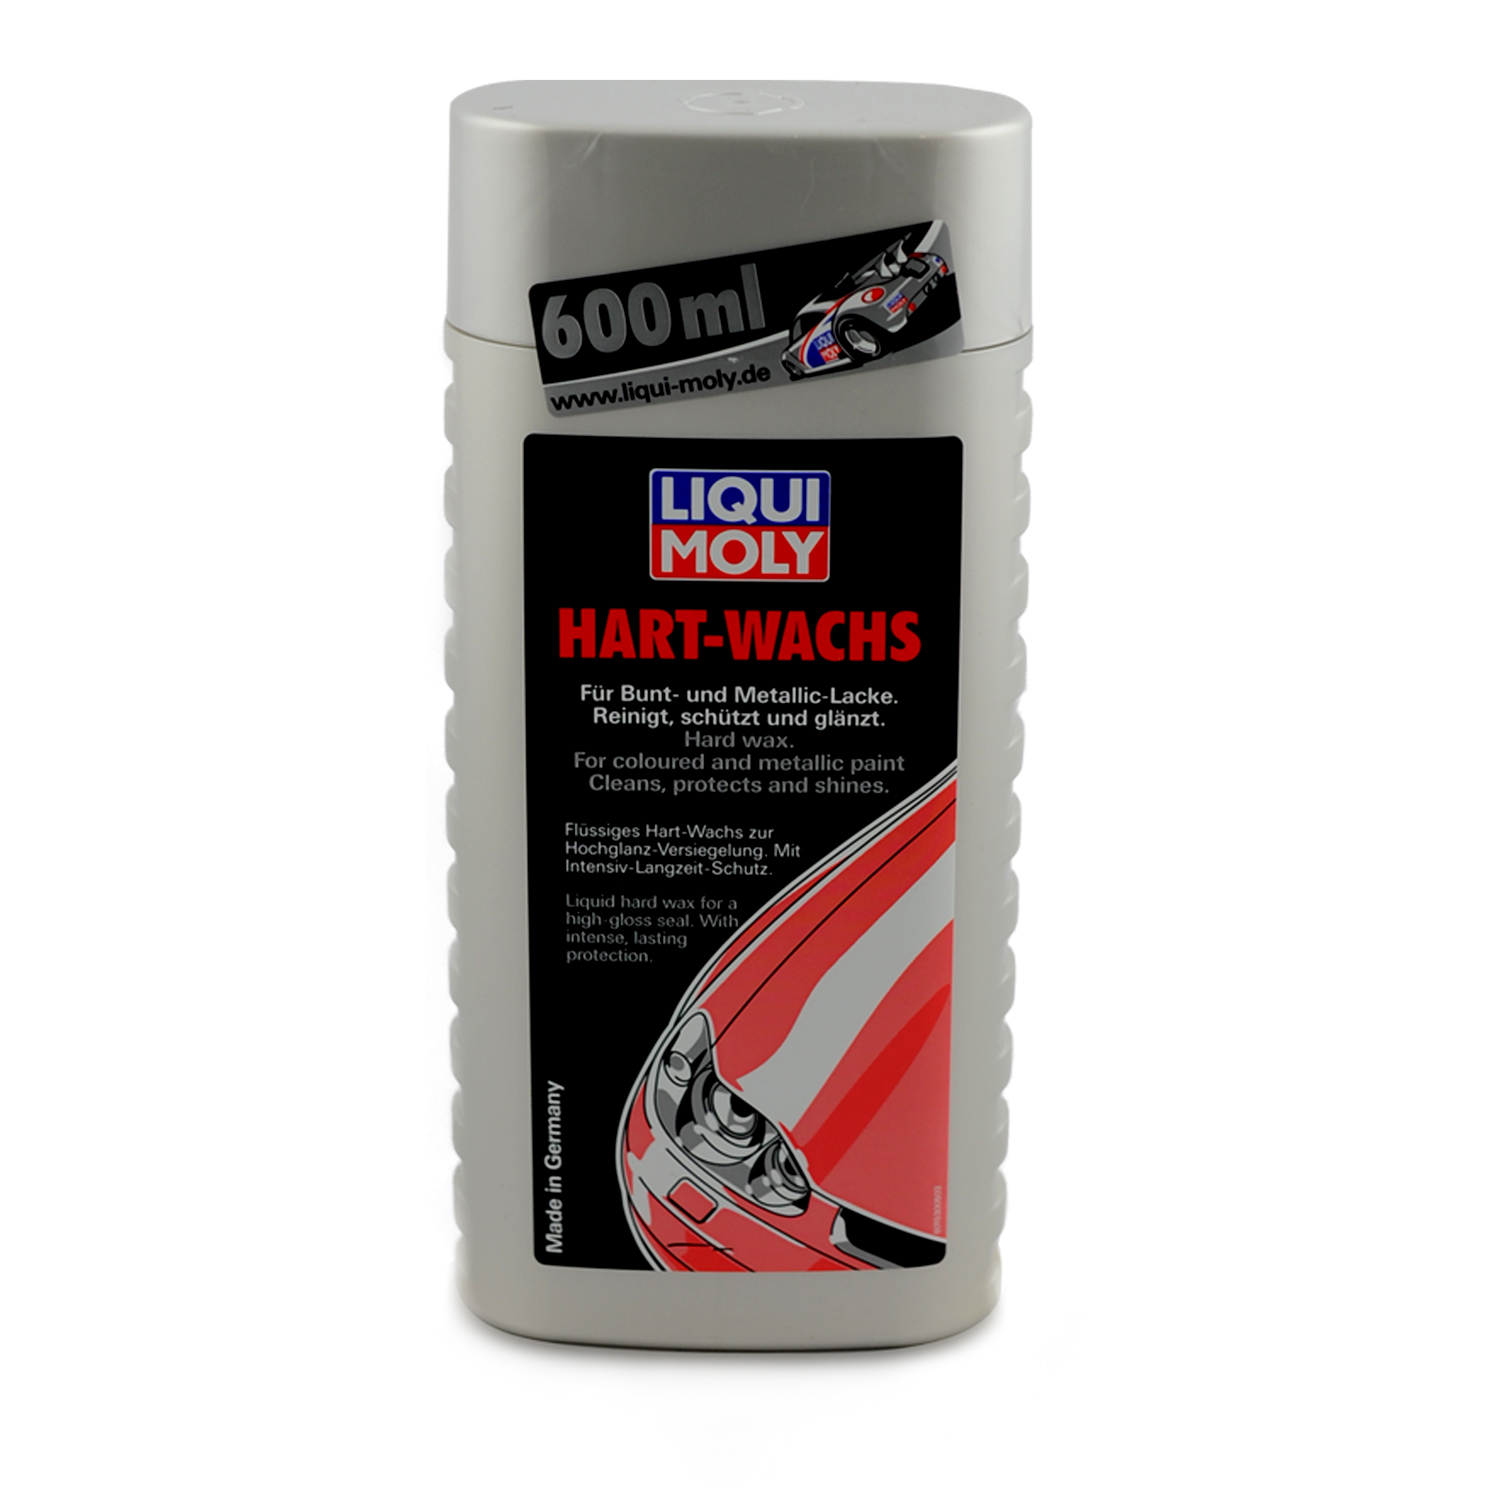 600ml
www.liqui-moly.de
LIQUI
MOLY
HART-WACHS
Für Bunt- und Metallic-Lacke.
Reinigt, schützt und glänzt.
Hard wax.
For coloured and metallic paint
Cleans, protects and shines.
Flüssiges Hart-Wachs zur
Hochglanz-Versiegelung. Mit
Intensiv-Langzeit-Schutz.
Liquid hard wax for a
high-gloss seal. With
intense, lasting
protection.
Made in Germany